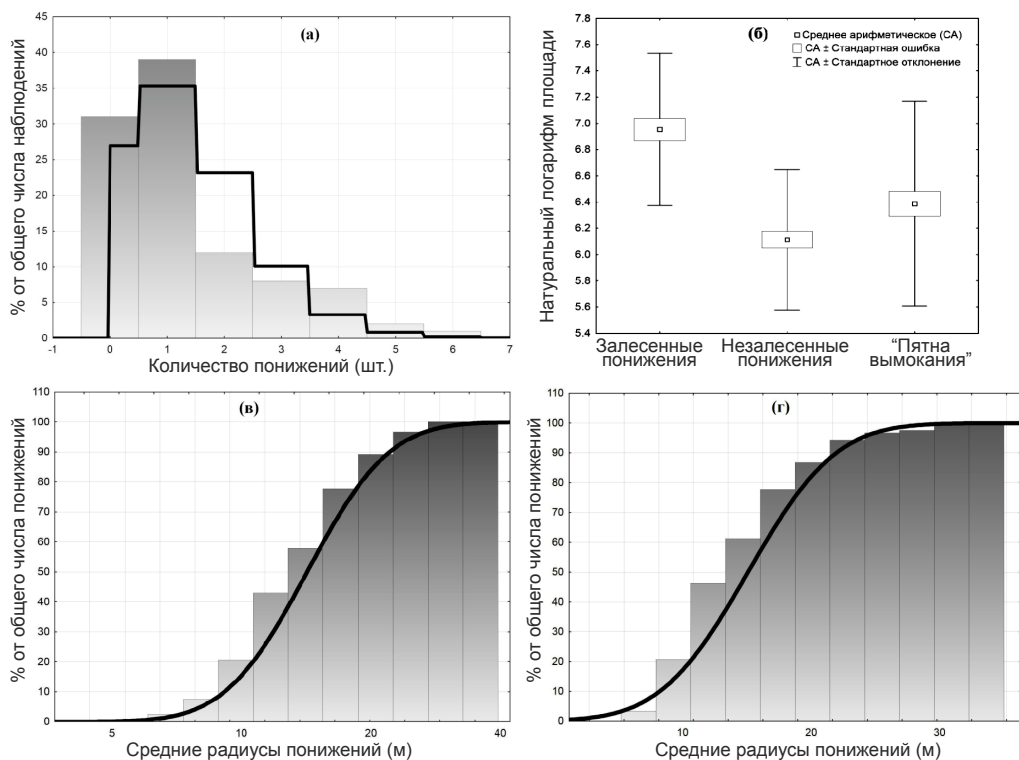 (а)
% от общего числа наблюдений
45
40
35
30
25
20
15
10
5
0
-1 0 1 2 3 4 5 6 7
Количество понижений (шт.)
(б)
Среднее арифметическое (СА)
СА ± Стандартная ошибка
СА ± Стандартное отклонение
Натуральный логарифм площади
7.8
7.6
7.4
7.2
7.0
6.8
6.6
6.4
6.2
6.0
5.8
5.6
5.4
Залесенные
понижения
Незалесенные
понижения
“Пятна
вымокания”
(в)
% от общего числа понижений
110
100
90
80
70
60
50
40
30
20
10
0
5 10 20 40
Средние радиусы понижений (м)
(г)
% от общего числа понижений
110
100
90
80
70
60
50
40
30
20
10
0
10 20 30
Средние радиусы понижений (м)